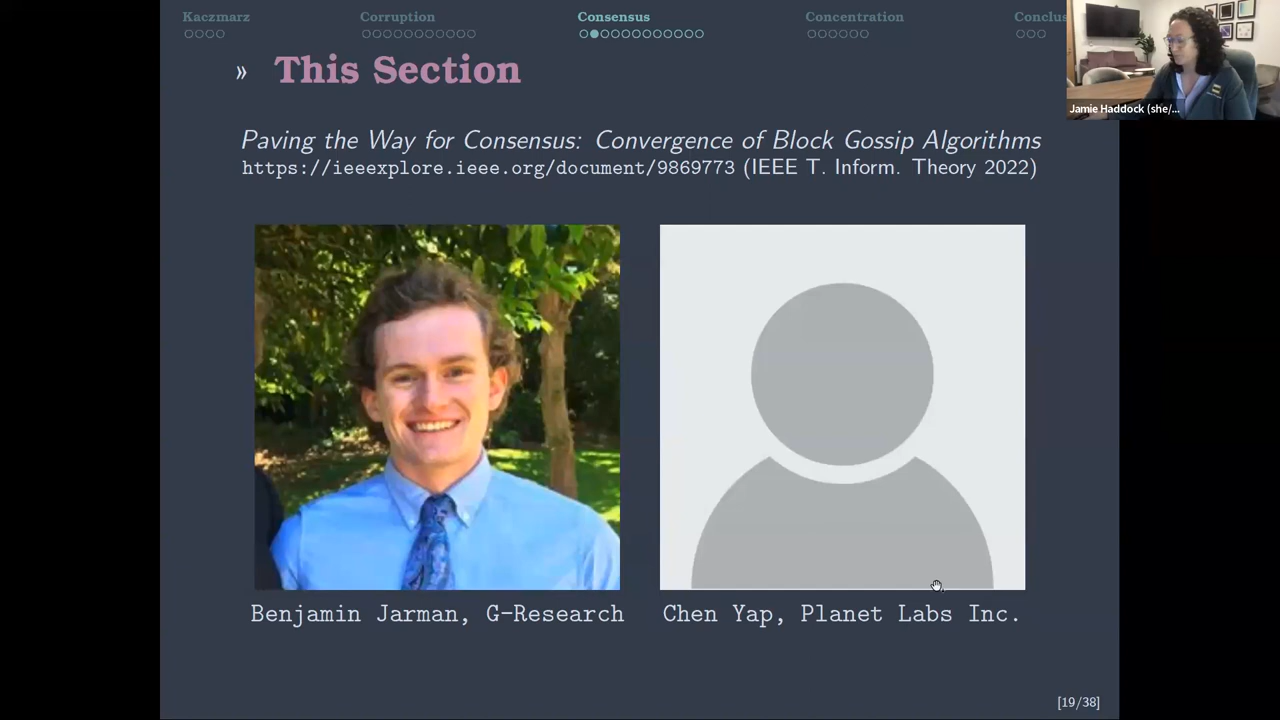 Kaczmarz Corruption Consensus Concentration Conclus
» This Section
Paving the Way for Consensus: Convergence of Block Gossip Algorithms
https://ieeexplore.ieee.org/document/9869773 (IEEE T. Inform. Theory 2022)
Benjamin Jarman, G-Research
Chen Yap, Planet Labs Inc.
[19/38]
Jamie Haddock (she/...